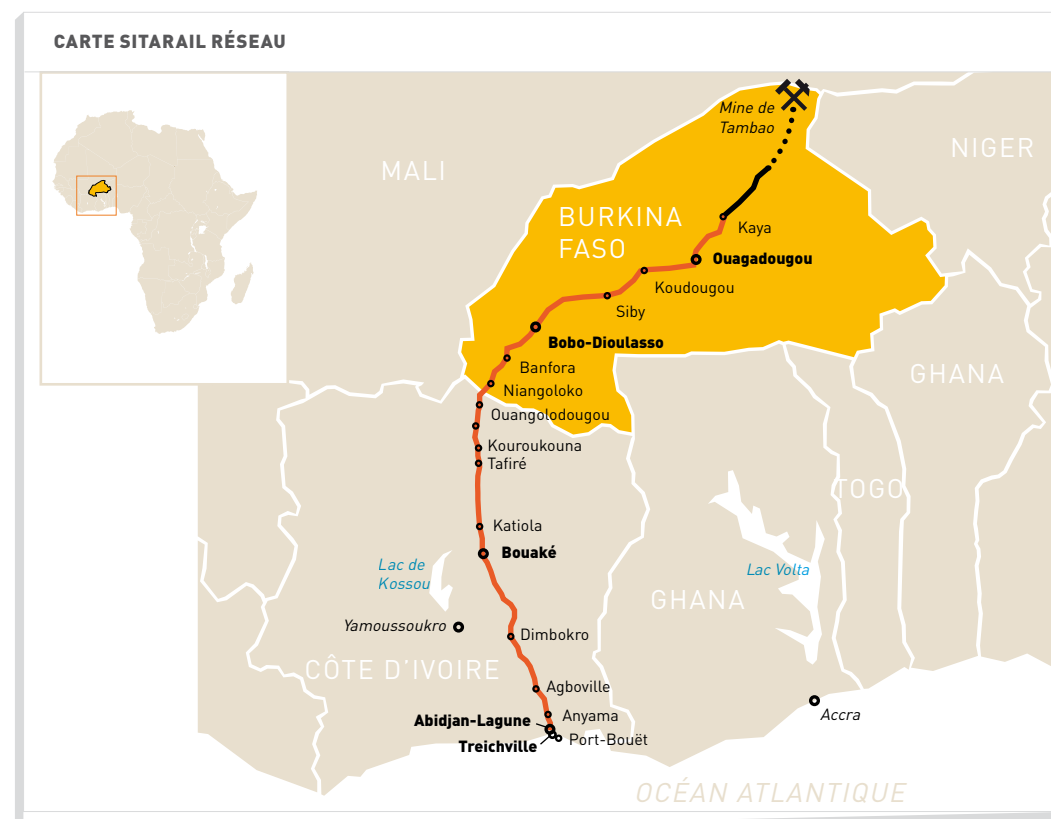 CARTE SITARAIL RÉSEAU
Mine de
Tambao
NIGER
MALI
BURKINA
FASO
Kaya
Ouagadougou
Koudougou
Siby
Bobo-Dioulasso
Banfora
GHANA
Niangoloko
Ouangolodougou
Kouroukouna
Tafiré
TOGO
Katiola
Bouaké
Lac de
Kossou
Lac Volta
GHANA
Yamoussoukro
Dimbokro
CÔTE D'IVOIRE
Agboville
Anyama
Abidjan-Lagune
Accra
Port-Bouët
Treichville
OCÉAN ATLANTIQUE